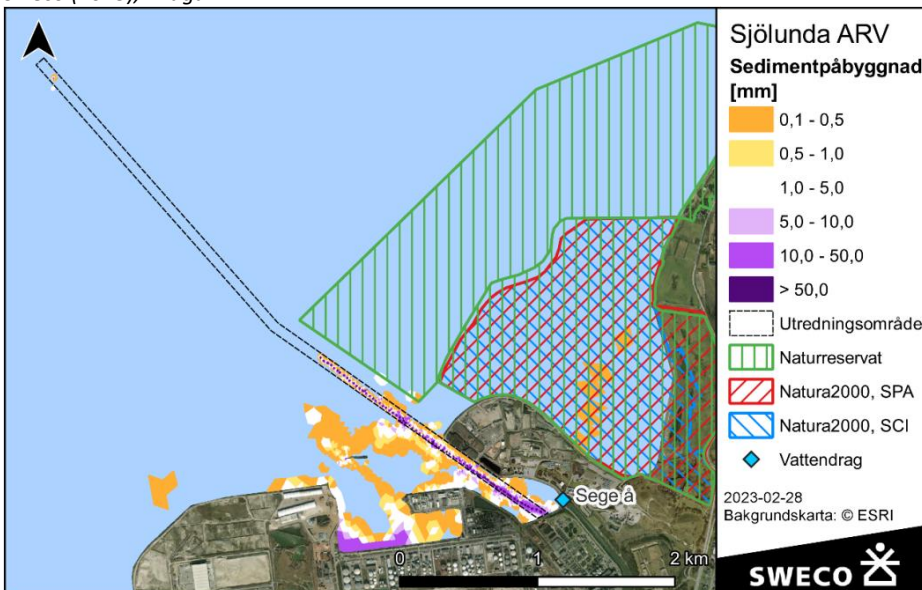 Sjölunda ARV
Sedimentpåbyggnad
[mm]
0,1 - 0,5
0,5 - 1,0
1,0 - 5,0
5,0 - 10,0
10,0 - 50,0
> 50,0
Utredningsområde
Naturreservat
Natura2000, SPA
Natura2000, SCI
Vattendrag
2023-02-28
Bakgrundskarta: © ESRI
SWECO
Sege å
0 1 2 km